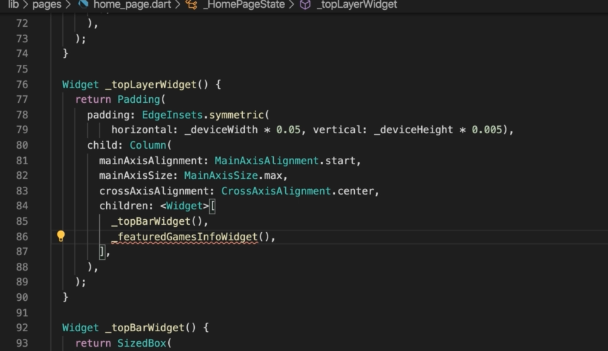 lib > pages > home_page.dart > _HomePageState > _topLayerWidget
72 ),
73 );
74 }
75
76 Widget _topLayerWidget() {
77 return Padding(
78 padding: EdgeInsets.symmetric(
79 horizontal: _deviceWidth * 0.05, vertical: _deviceHeight * 0.005),
80 child: Column(
81 mainAxisAlignment: MainAxisAlignment.start,
82 mainAxisSize: MainAxisSize.max,
83 crossAxisAlignment: CrossAxisAlignment.center,
84 children: <Widget>[
85 _topBarWidget(),
86 _featuredGamesInfoWidget(),
87 ],
88 ),
89 );
90 }
91
92 Widget _topBarWidget() {
93 return SizedBox(